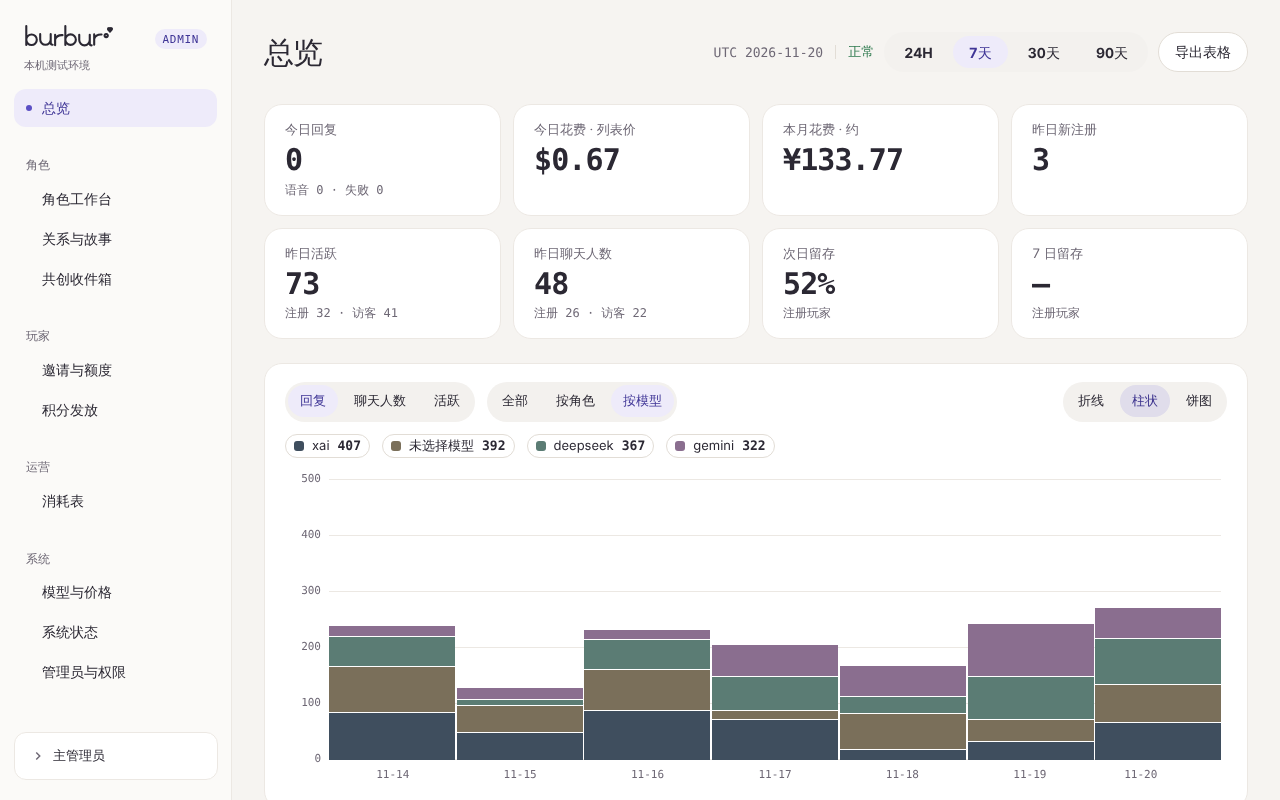 burbur
ADMIN
本机测试环境
总览
角色
角色工作台
关系与故事
共创收件箱
玩家
邀请与额度
积分发放
运营
消耗表
系统
模型与价格
系统状态
管理员与权限
主管理员
总览
UTC 2026-11-20
正常
24H
7天
30天
90天
导出表格
今日回复
0
语音 0 · 失败 0
今日花费 · 列表价
$0.67
本月花费 · 约
¥133.77
昨日新注册
3
昨日活跃
73
注册 32 · 访客 41
昨日聊天人数
48
注册 26 · 访客 22
次日留存
52%
注册玩家
7 日留存
—
注册玩家
回复
聊天人数
活跃
全部
按角色
按模型
折线
柱状
饼图
xai 407
未选择模型 392
deepseek 367
gemini 322
500
400
300
200
100
0
11-14
11-15
11-16
11-17
11-18
11-19
11-20